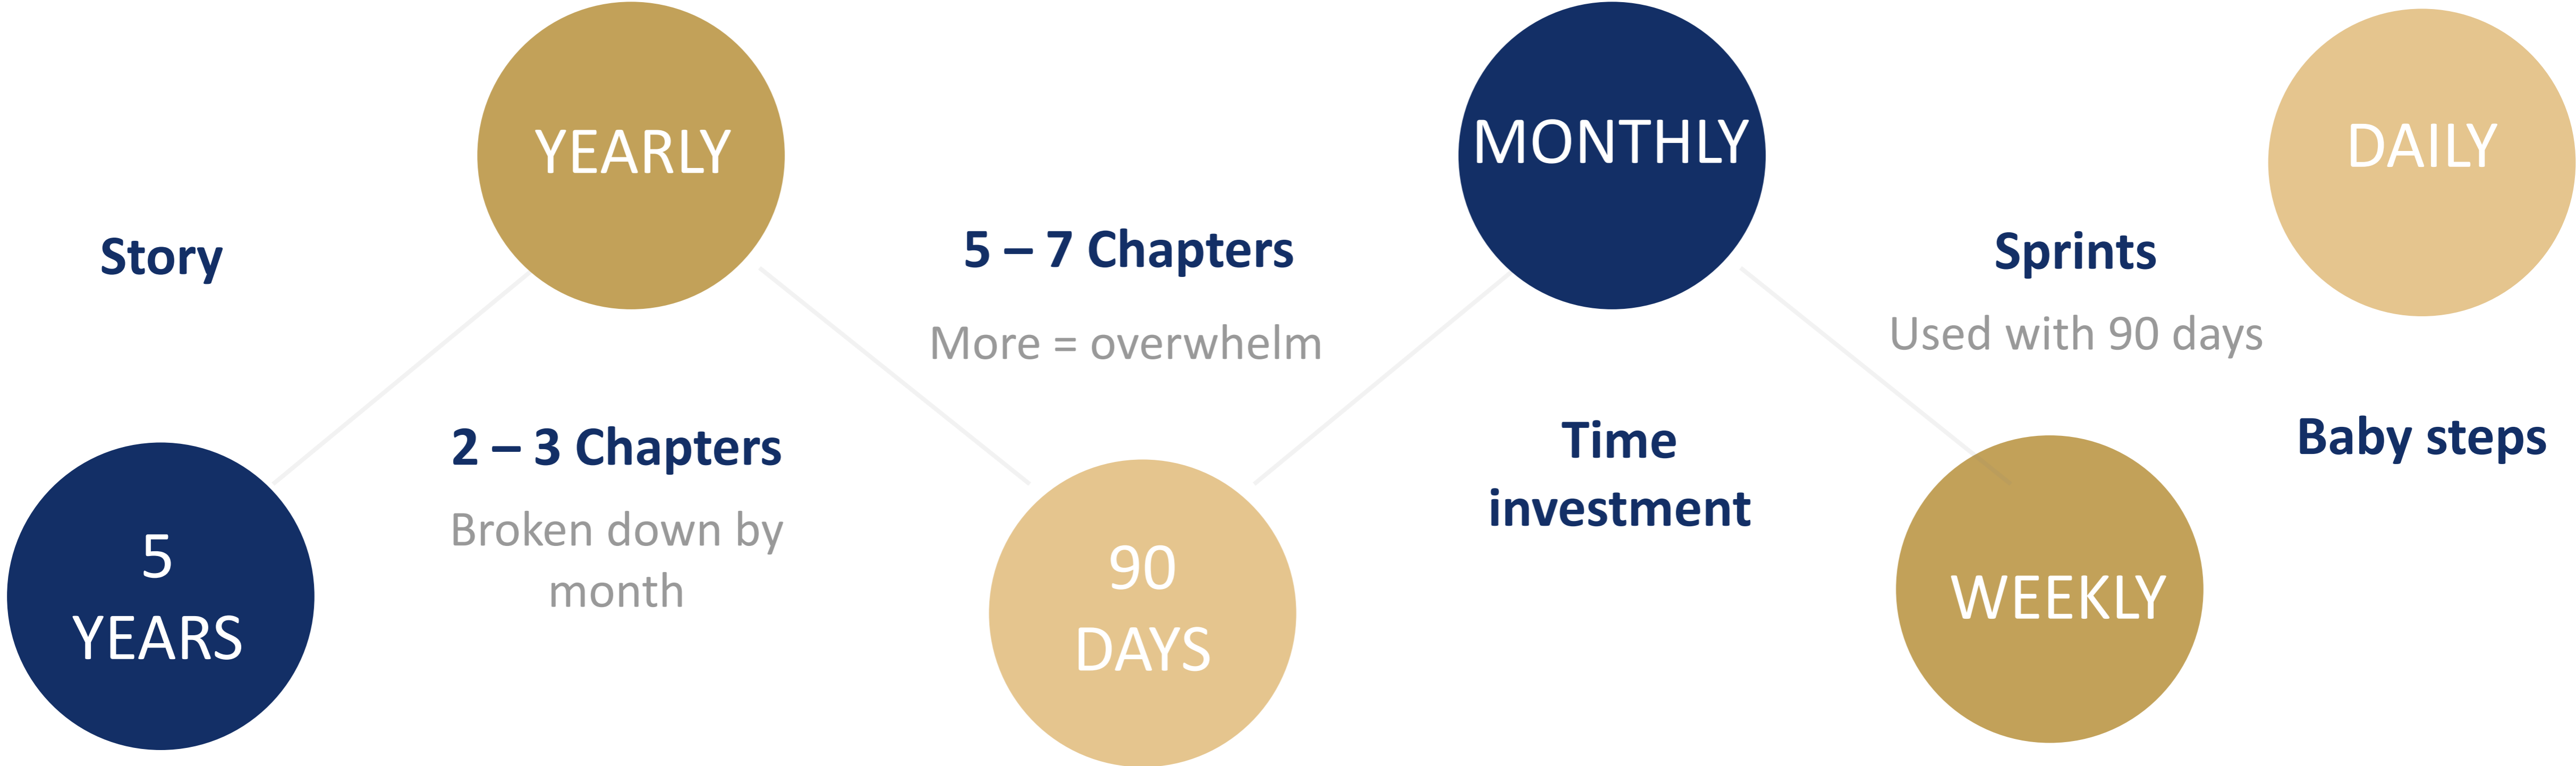 Story
5
YEARS
YEARLY
2 – 3 Chapters
Broken down by
month
5 – 7 Chapters
More = overwhelm
90
DAYS
MONTHLY
Time
investment
Sprints
Used with 90 days
WEEKLY
DAILY
Baby steps